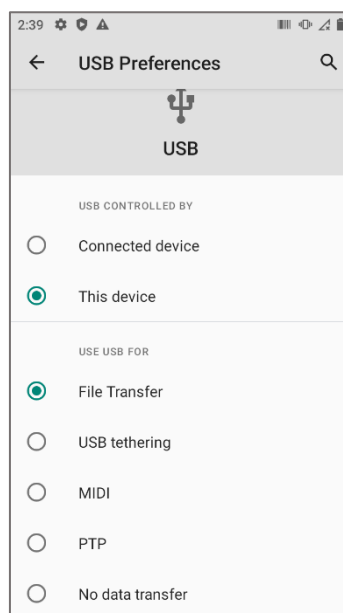 2:39
USB Preferences
USB
USB CONTROLLED BY
Connected device
This device
USE USB FOR
File Transfer
USB tethering
MIDI
PTP
No data transfer